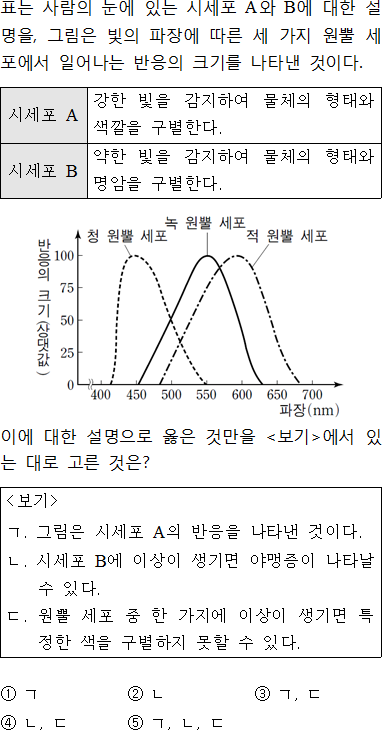 표는 사람의 눈에 있는 시세포 A와 B에 대한 설
명을, 그림은 빛의 파장에 따른 세 가지 원뿔 세
포에서 일어나는 반응의 크기를 나타낸 것이다.
시세포 A
강한 빛을 감지하여 물체의 형태와
색깔을 구별한다.
시세포 B
약한 빛을 감지하여 물체의 형태와
명암을 구별한다.
녹 원뿔 세포
청 원뿔 세포
적 원뿔 세포
반응의 크기(상댓값)
100
75
50
25
0
400 450 500 550 600 650 700
파장(nm)
이에 대한 설명으로 옳은 것만을 <보기>에서 있
는 대로 고른 것은?
<보기>
ㄱ. 그림은 시세포 A의 반응을 나타낸 것이다.
ㄴ. 시세포 B에 이상이 생기면 야맹증이 나타날
수 있다.
ㄷ. 원뿔 세포 중 한 가지에 이상이 생기면 특
정한 색을 구별하지 못할 수 있다.
① ㄱ ② ㄴ ③ ㄱ, ㄷ
④ ㄴ, ㄷ ⑤ ㄱ, ㄴ, ㄷ